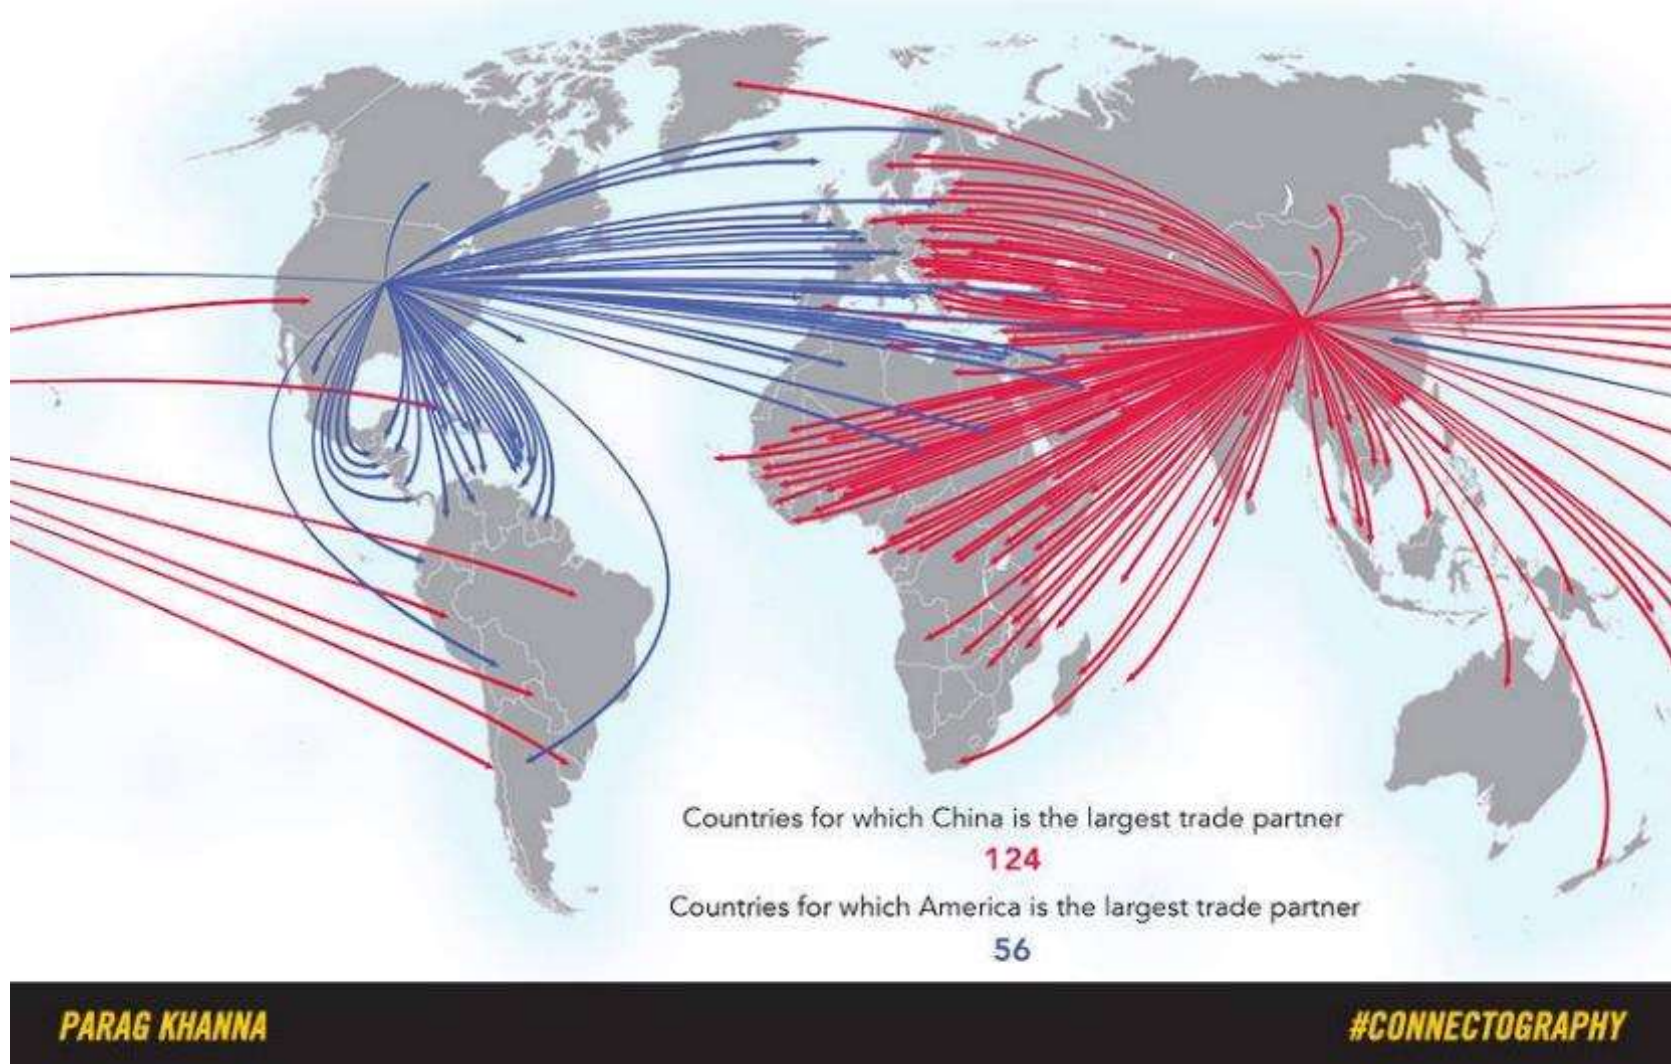 Countries for which China is the largest trade partner
124
Countries for which America is the largest trade partner
56
PARAG KHANNA
#CONNECTOGRAPHY